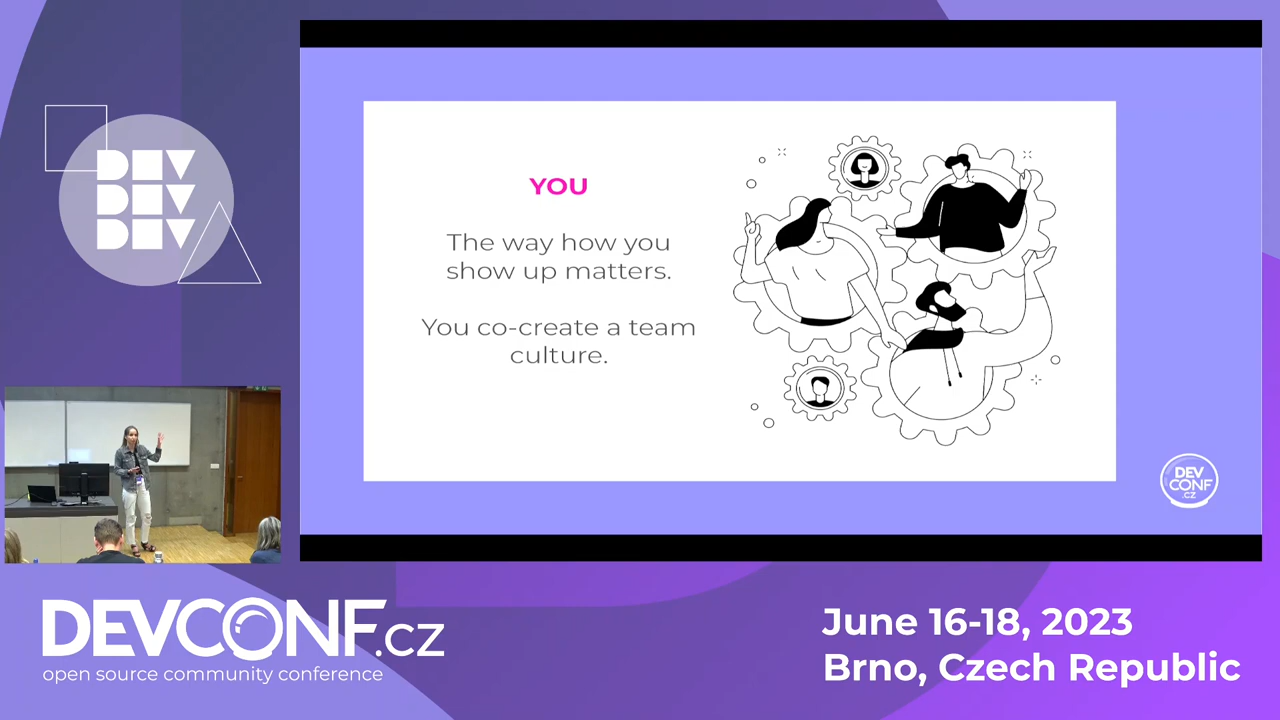 DEV
DEV
DEV
YOU
The way how you
show up matters.
You co-create a team
culture.
DEV
CONF
.CZ
DEVCONF.cz
open source community conference
June 16-18, 2023
Brno, Czech Republic